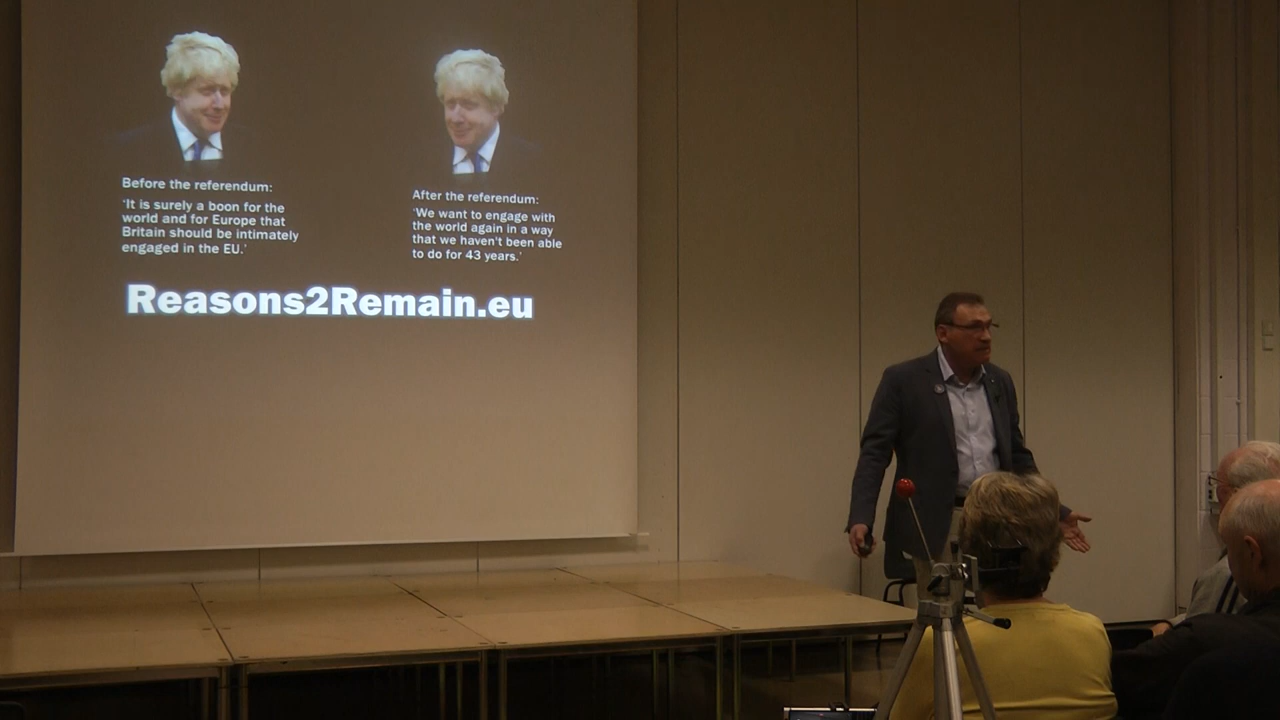 Before the referendum:
‘It is surely a boon for the
world and for Europe that
Britain should be intimately
engaged in the EU.’
After the referendum:
‘We want to engage with
the world again in a way
that we haven't been able
to do for 43 years.’
Reasons2Remain.eu